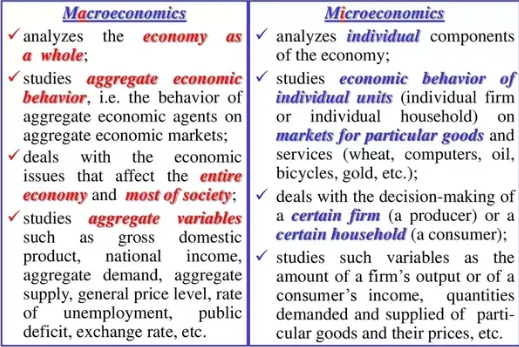 Macroeconomics
✓ analyzes the economy as
a whole;
✓ studies aggregate economic
behavior, i.e. the behavior of
aggregate economic agents on
aggregate economic markets;
✓ deals with the economic
issues that affect the entire
economy and most of society;
✓ studies aggregate variables
such as gross domestic
product, national income,
aggregate demand, aggregate
supply, general price level, rate
of unemployment, public
deficit, exchange rate, etc.
Microeconomics
✓ analyzes individual components
of the economy;
✓ studies economic behavior of
individual units (individual firm
or individual household) on
markets for particular goods and
services (wheat, computers, oil,
bicycles, gold, etc.);
✓ deals with the decision-making of
a certain firm (a producer) or a
certain household (a consumer);
✓ studies such variables as the
amount of a firm's output or of a
consumer's income, quantities
demanded and supplied of parti-
cular goods and their prices, etc.